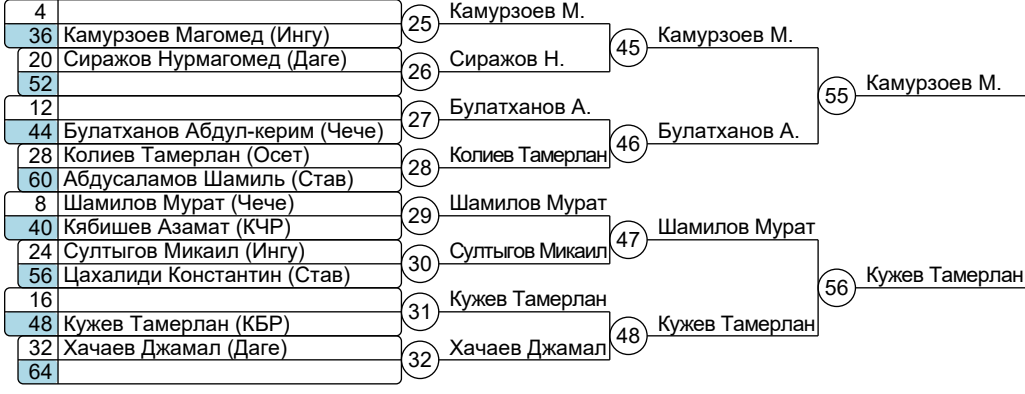 4
36 Камурзоев Магомед (Ингу)
20 Сиражов Нурмагомед (Даге)
52
12
44 Булатханов Абдул-керим (Чече)
28 Колиев Тамерлан (Осет)
60 Абдусаламов Шамиль (Став)
8 Шамилов Мурат (Чече)
40 Кябишев Азамат (КЧР)
24 Султыгов Микаил (Ингу)
56 Цахалиди Константин (Став)
16
48 Кужев Тамерлан (КБР)
32 Хачаев Джамал (Даге)
64
25 Камурзоев М.
26 Сиражов Н.
27 Булатханов А.
28 Колиев Тамерлан
29 Шамилов Мурат
30 Султыгов Микаил
31 Кужев Тамерлан
32 Хачаев Джамал
45 Камурзоев М.
46 Булатханов А.
47 Шамилов Мурат
48 Кужев Тамерлан
55 Камурзоев М.
56 Кужев Тамерлан